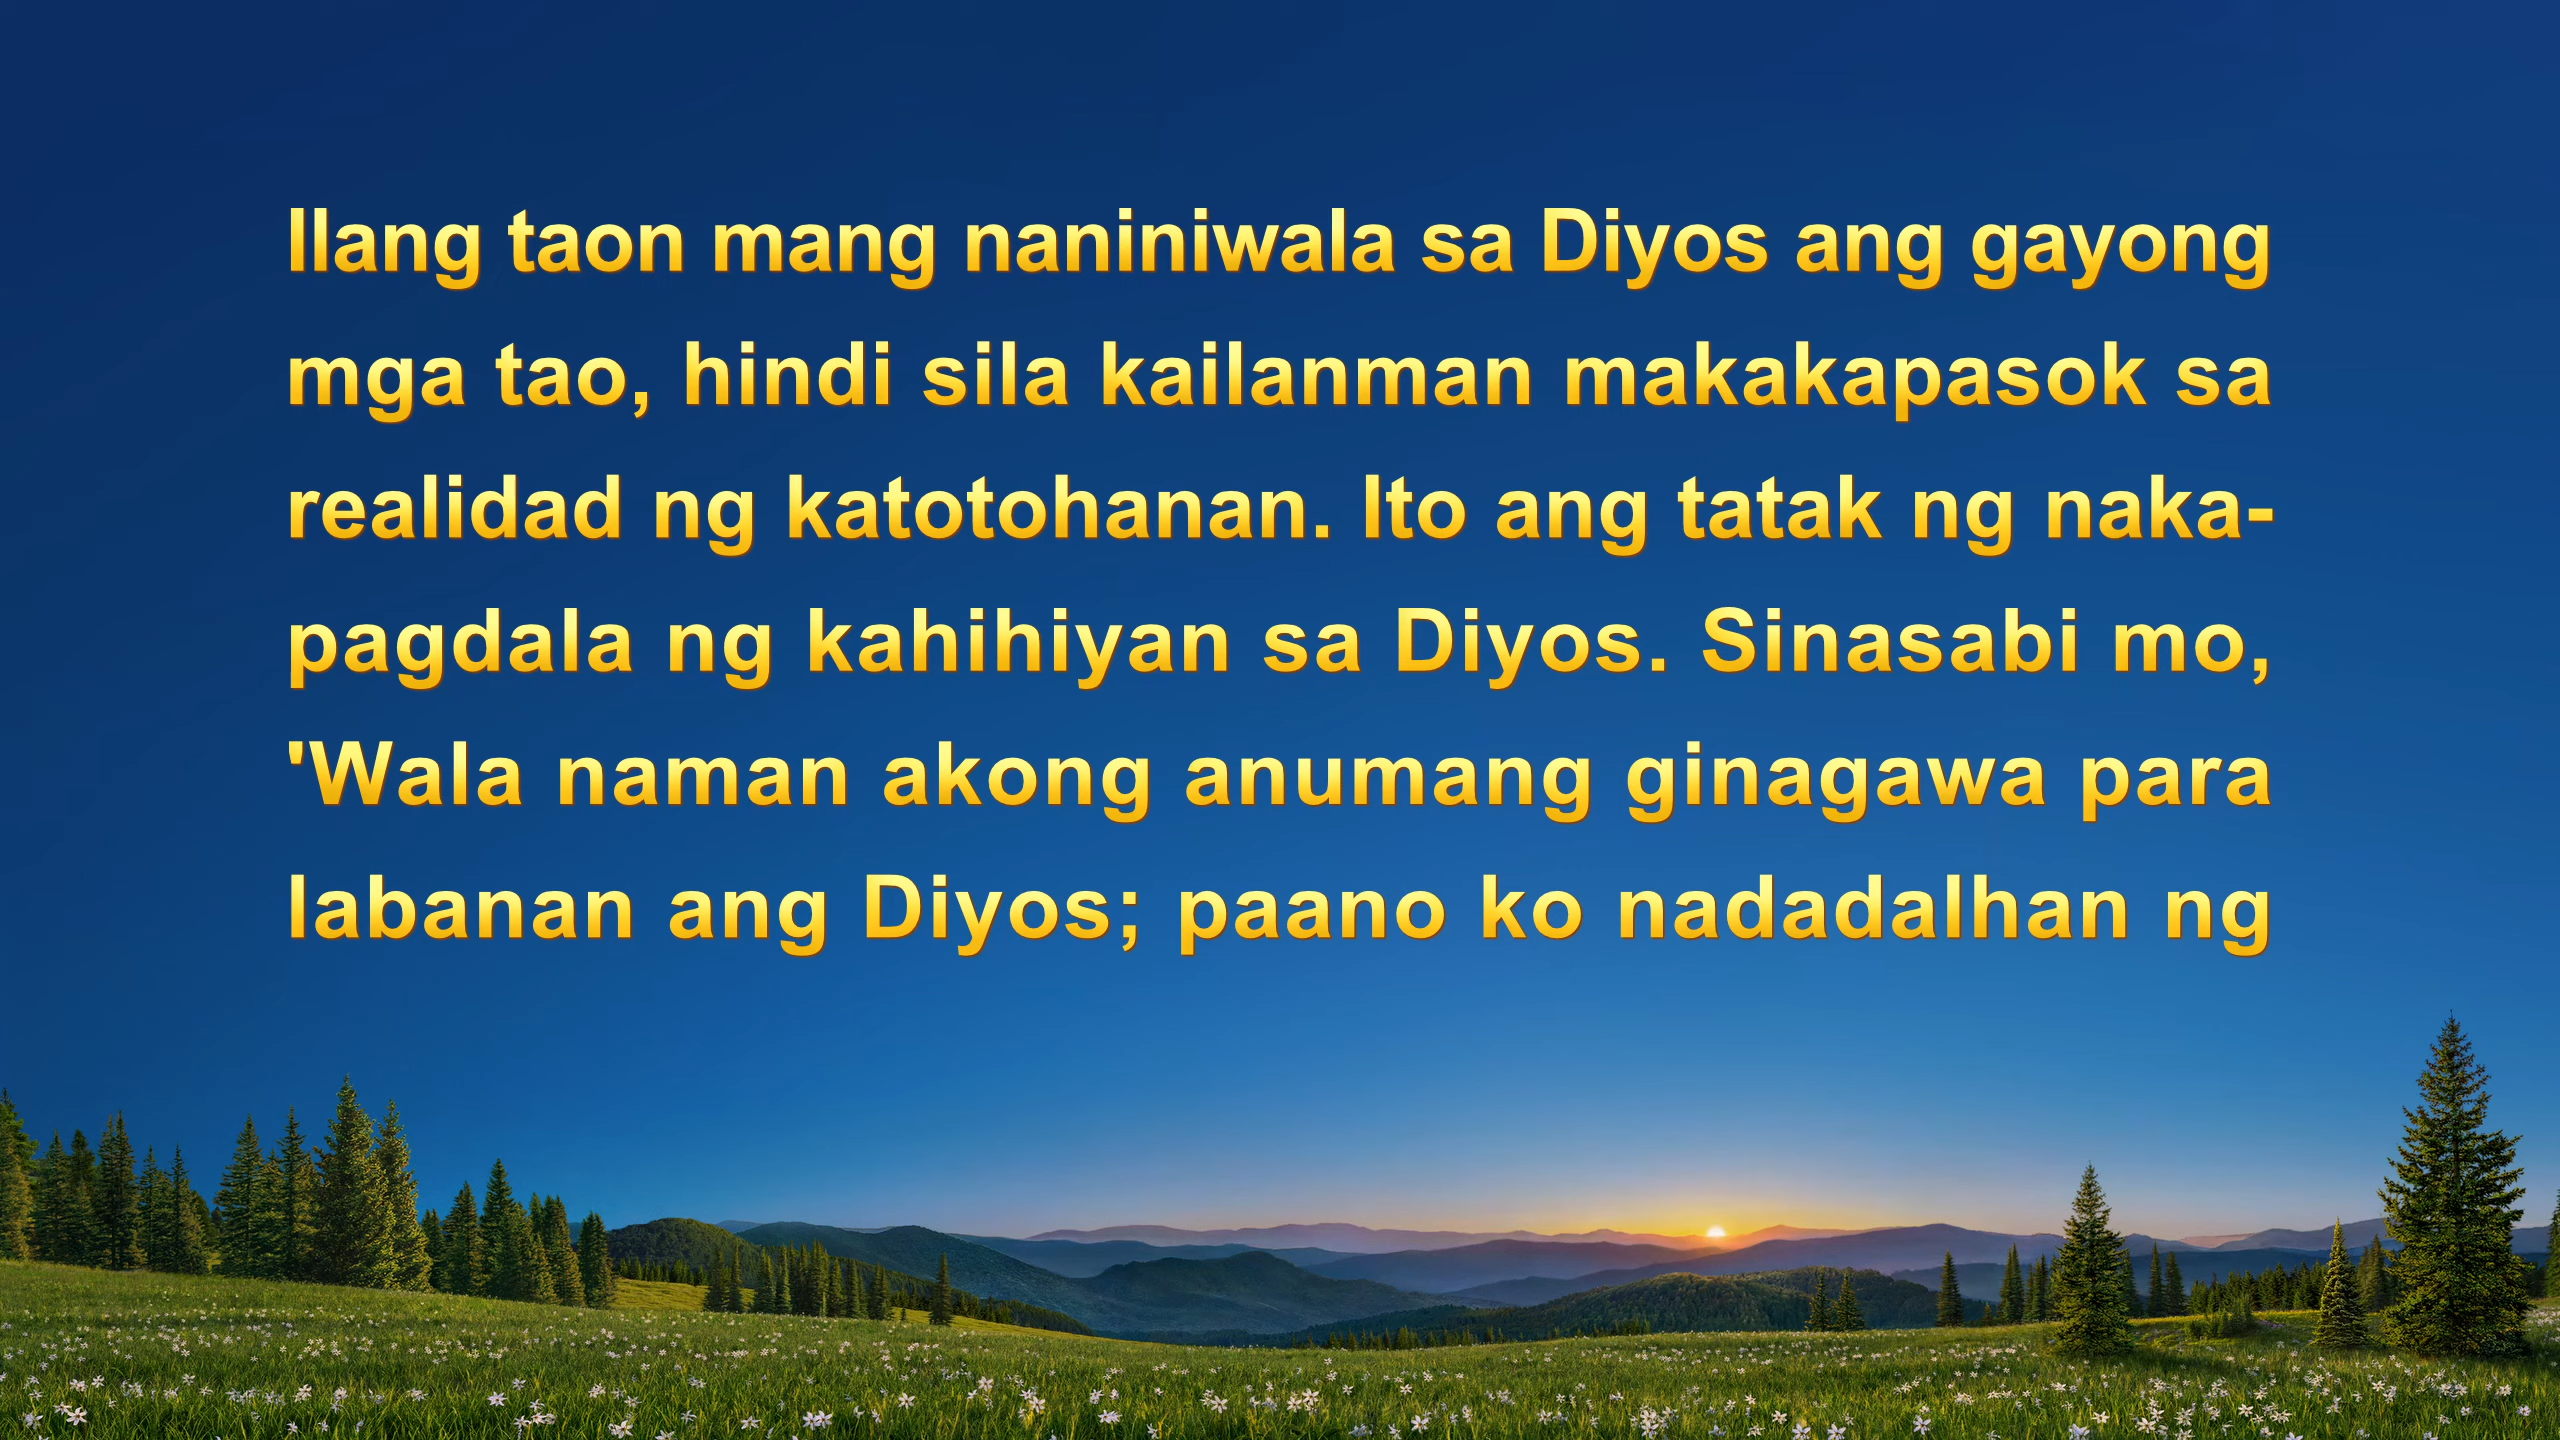 Ilang taon mang naniniwala sa Diyos ang gayong
mga tao, hindi sila kailanman makakapasok sa
realidad ng katotohanan. Ito ang tatak ng naka-
pagdala ng kahihiyan sa Diyos. Sinasabi mo,
'Wala naman akong anumang ginagawa para
labanan ang Diyos; paano ko nadadalhan ng